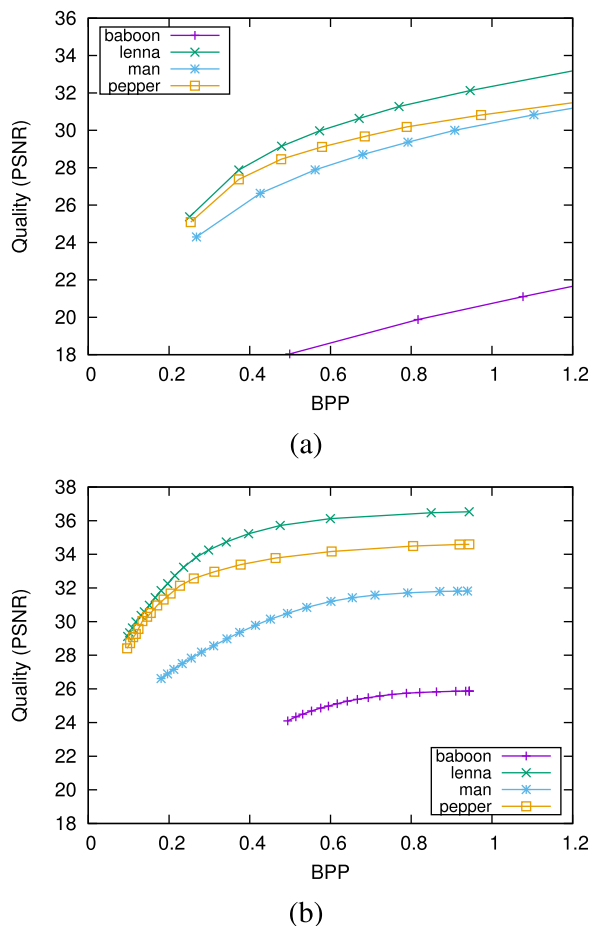 36
34
32
30
28
26
24
22
20
18
Quality (PSNR)
baboon
lenna
man
pepper
0 0.2 0.4 0.6 0.8 1 1.2
BPP
(a)
38
36
34
32
30
28
26
24
22
20
18
Quality (PSNR)
baboon
lenna
man
pepper
0 0.2 0.4 0.6 0.8 1 1.2
BPP
(b)